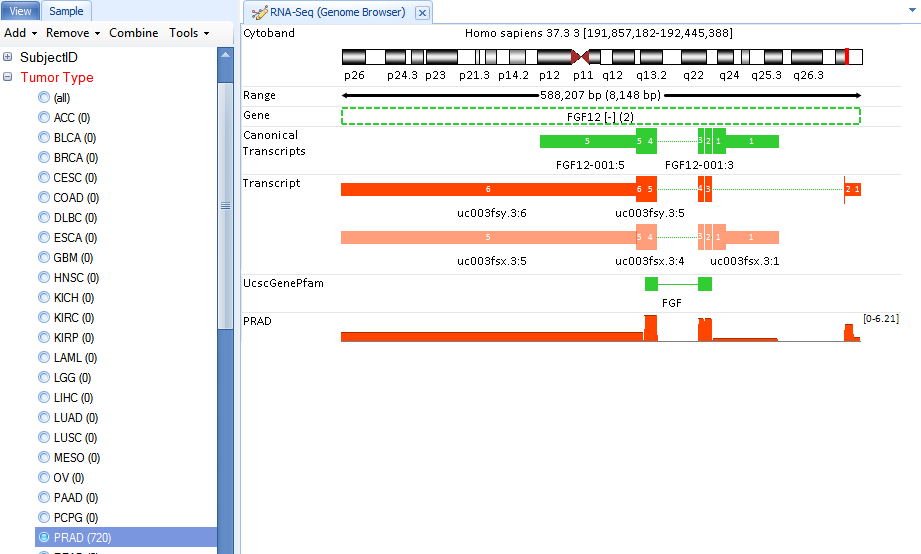 View Sample
Add Remove Combine Tools
SubjectID
Tumor Type
(all)
ACC (0)
BLCA (0)
BRCA (0)
CESC (0)
COAD (0)
DLBC (0)
ESCA (0)
GBM (0)
HNSC (0)
KICH (0)
KIRC (0)
KIRP (0)
LAML (0)
LGG (0)
LIHC (0)
LUAD (0)
LUSC (0)
MESO (0)
OV (0)
PAAD (0)
PCPG (0)
PRAD (720)
RNA-Seq (Genome Browser)
Cytoband Homo sapiens 37.3 3 [191,857,182-192,445,388]
p26 p24.3 p23 p21.3 p14.2 p12 p11 q12 q13.2 q22 q24 q25.3 q26.3
Range 588,207 bp (8,148 bp)
Gene FGF12 [-] (2)
Canonical Transcripts
5 5 4 3 2 1 1
FGF12-001:5 FGF12-001:3
Transcript
6 6 5 4 3 2 1
uc003fsy.3:6 uc003fsy.3:5
5 5 4 3 2 1 1
uc003fsx.3:5 uc003fsx.3:4 uc003fsx.3:1
UcscGenePfam
FGF
PRAD [0-6.21]